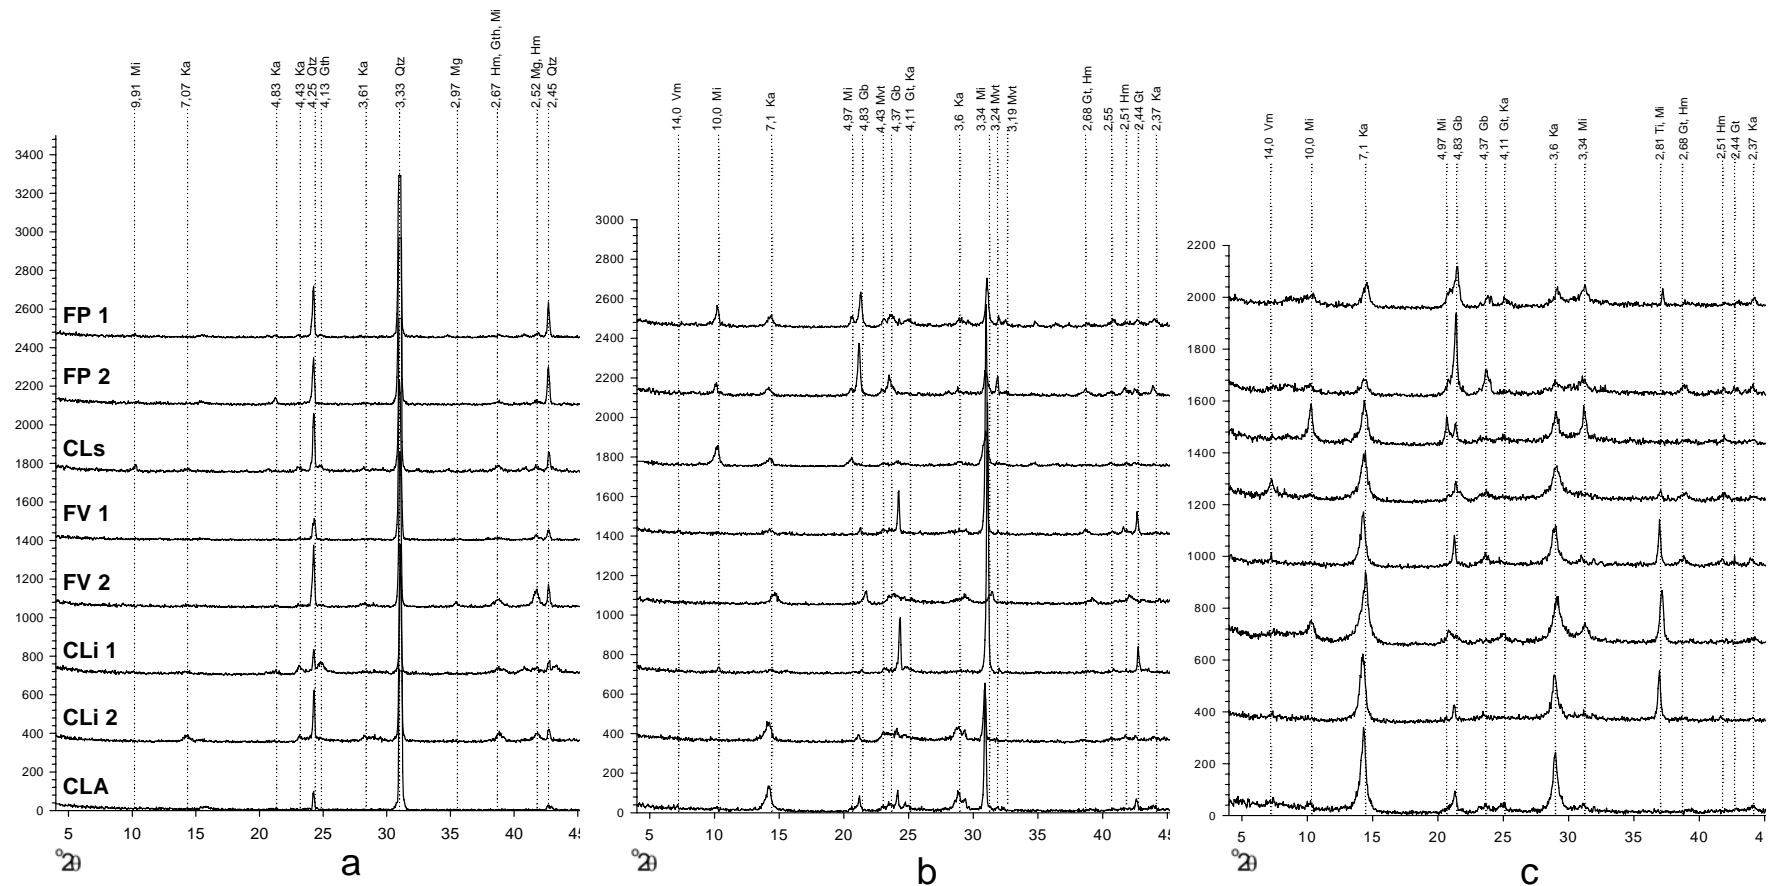 9,91 Mi
7,07 Ka
4,83 Ka
4,43 Ka
4,25 Qtz
4,13 Gth
3,61 Ka
3,33 Qtz
2,97 Mg
2,67 Hm, Gth, Mi
2,52 Mg, Hm
2,45 Qtz
3400
3200
3000
2800
2600
2400
2200
2000
1800
1600
1400
1200
1000
800
600
400
200
0
FP 1
FP 2
CLs
FV 1
FV 2
CLi 1
CLi 2
CLA
5
10
15
20
25
30
35
40
°2θ
a
14,0 Vm
10,0 Mi
7,1 Ka
4,97 Mi
4,83 Gb
4,43 Mvt
4,37 Gb
4,11 Gt, Ka
3,6 Ka
3,34 Mi
3,24 Mvt
3,19 Mvt
2,68 Gt, Hm
2,55
2,51 Hm
2,44 Gt
2,37 Ka
3000
2800
2600
2400
2200
2000
1800
1600
1400
1200
1000
800
600
400
200
0
5
10
15
20
25
30
35
40
°2θ
b
14,0 Vm
10,0 Mi
7,1 Ka
4,97 Mi
4,83 Gb
4,37 Gb
4,11 Gt, Ka
3,6 Ka
3,34 Mi
2,81 Ti, Mi
2,68 Gt, Hm
2,51 Hm
2,44 Gt
2,37 Ka
2200
2000
1800
1600
1400
1200
1000
800
600
400
200
0
5
10
15
20
25
30
35
40
4
°2θ
c